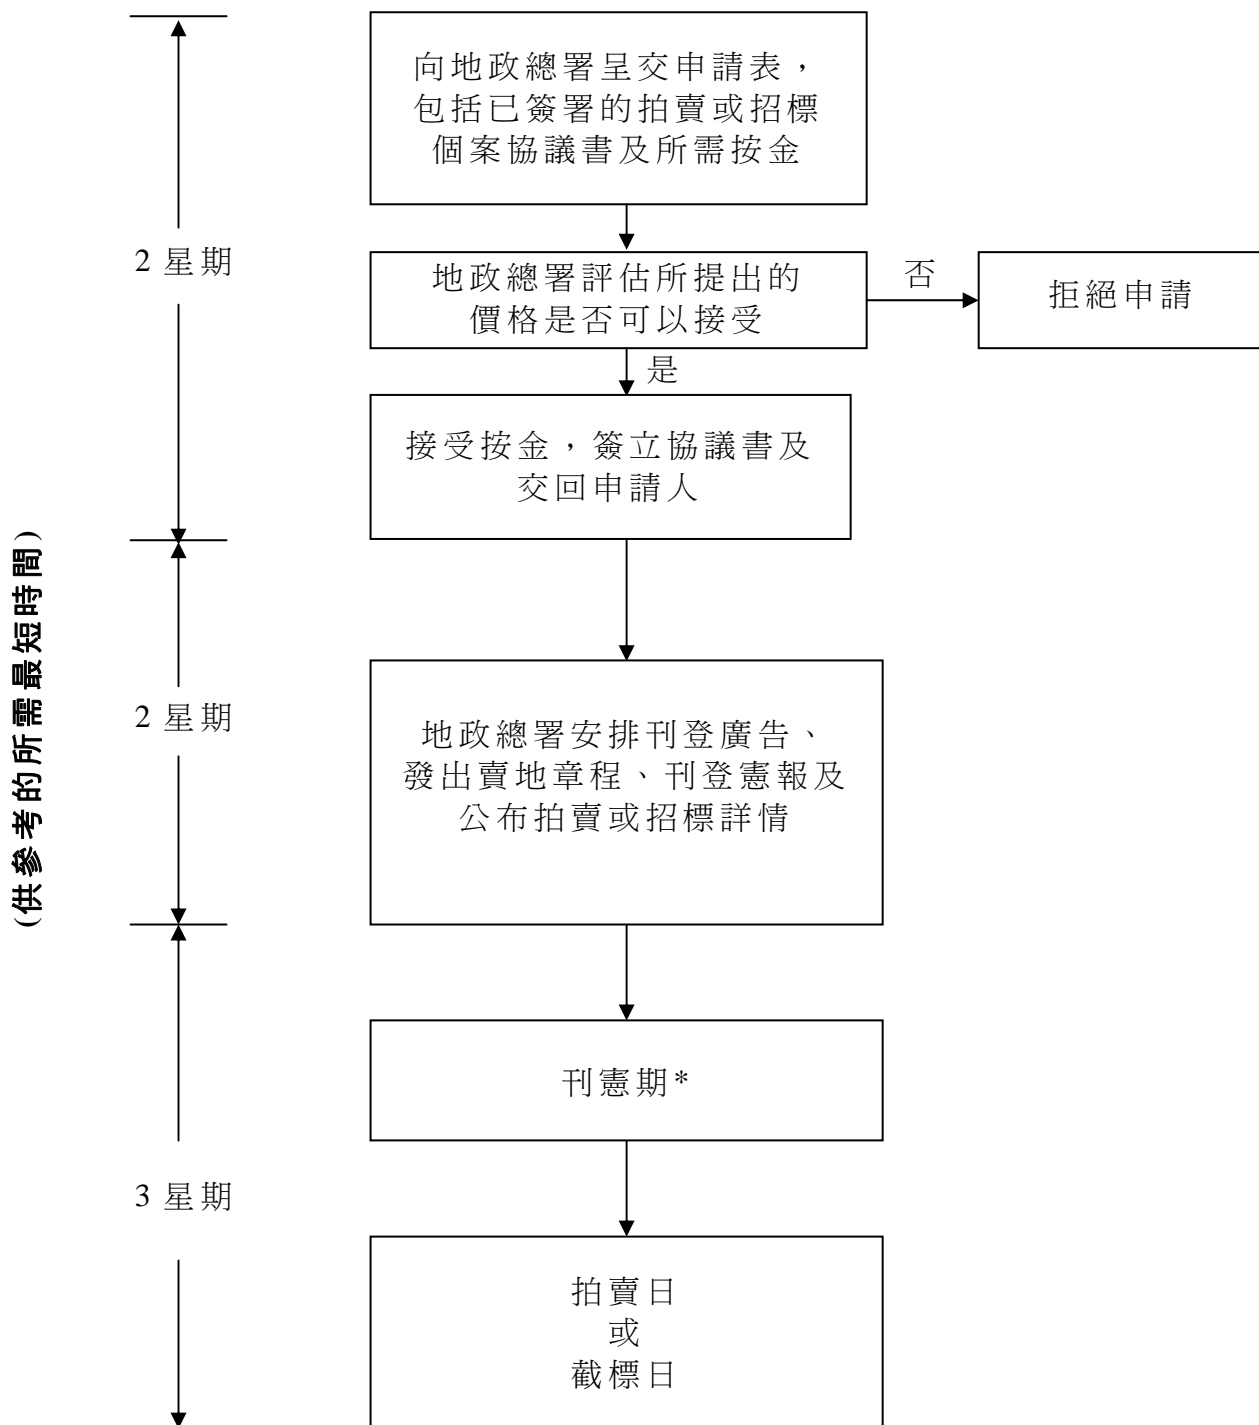 向地政總署呈交申請表，
包括已簽署的拍賣或招標
個案協議書及所需按金
2 星期
地政總署評估所提出的
價格是否可以接受
否
拒絕申請
是
接受按金，簽立協議書及
交回申請人
(供參考的所需最短時間)
2 星期
地政總署安排刊登廣告、
發出賣地章程、刊登憲報及
公布拍賣或招標詳情
刊憲期*
3 星期
拍賣日
或
截標日